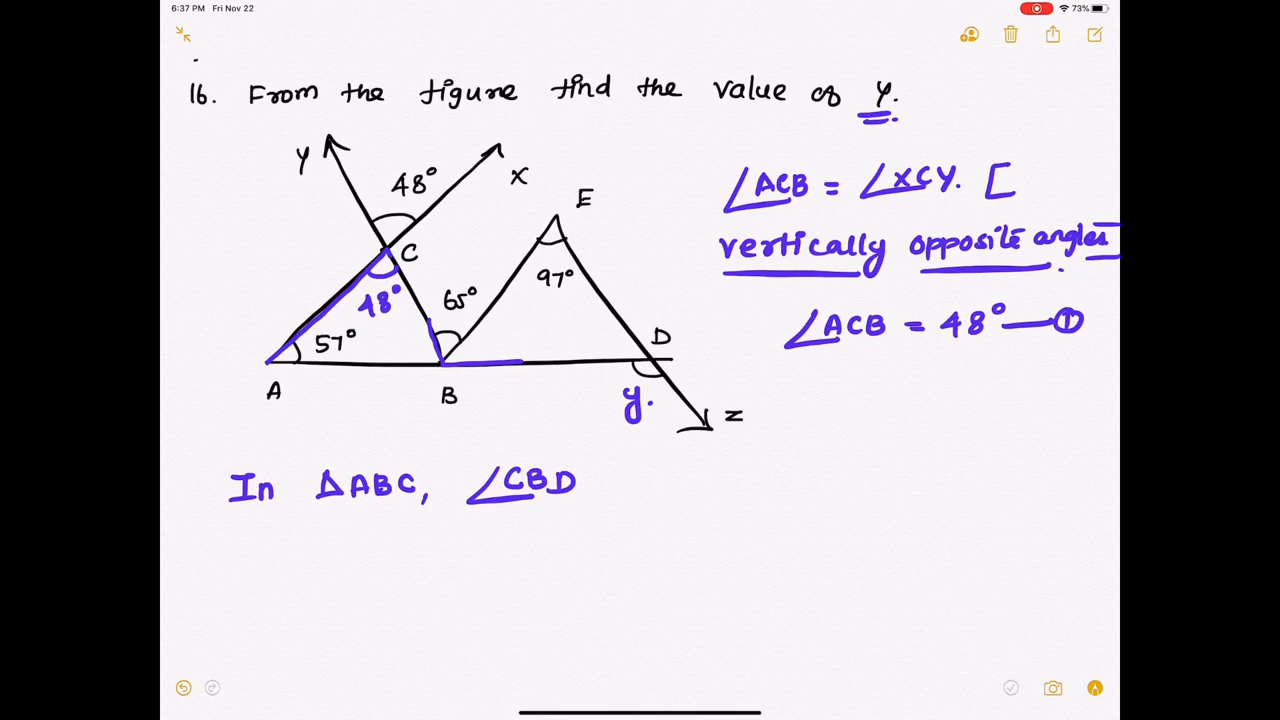 6:37 PM Fri Nov 22
73%
16. From the figure find the value of y.
Y
48°
X
E
C
48°
65°
97°
57°
D
A
B
y.
Z
∠ACB = ∠XCY. [
vertically opposite angles]
∠ACB = 48° — ①
In ΔABC, ∠CBD